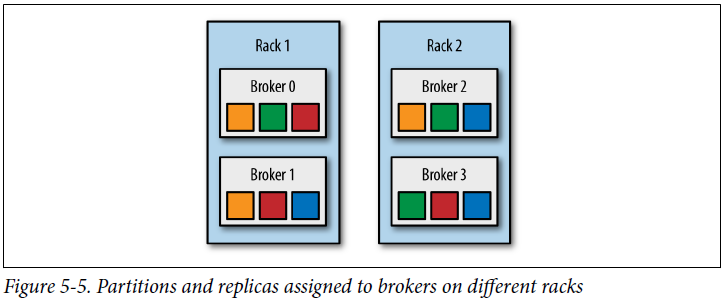 Rack 1
Broker 0
Broker 1
Rack 2
Broker 2
Broker 3
Figure 5-5. Partitions and replicas assigned to brokers on different racks